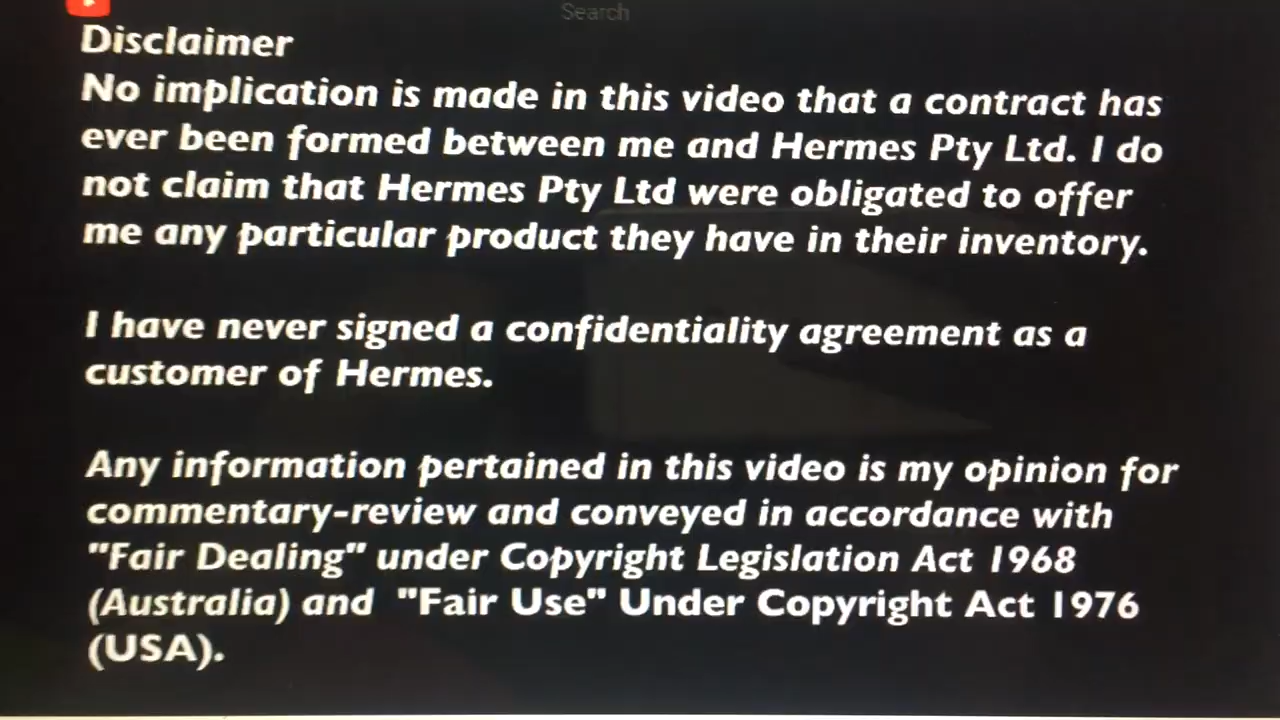 Search
Disclaimer
No implication is made in this video that a contract has
ever been formed between me and Hermes Pty Ltd. I do
not claim that Hermes Pty Ltd were obligated to offer
me any particular product they have in their inventory.
I have never signed a confidentiality agreement as a
customer of Hermes.
Any information pertained in this video is my opinion for
commentary-review and conveyed in accordance with
"Fair Dealing" under Copyright Legislation Act 1968
(Australia) and "Fair Use" Under Copyright Act 1976
(USA).